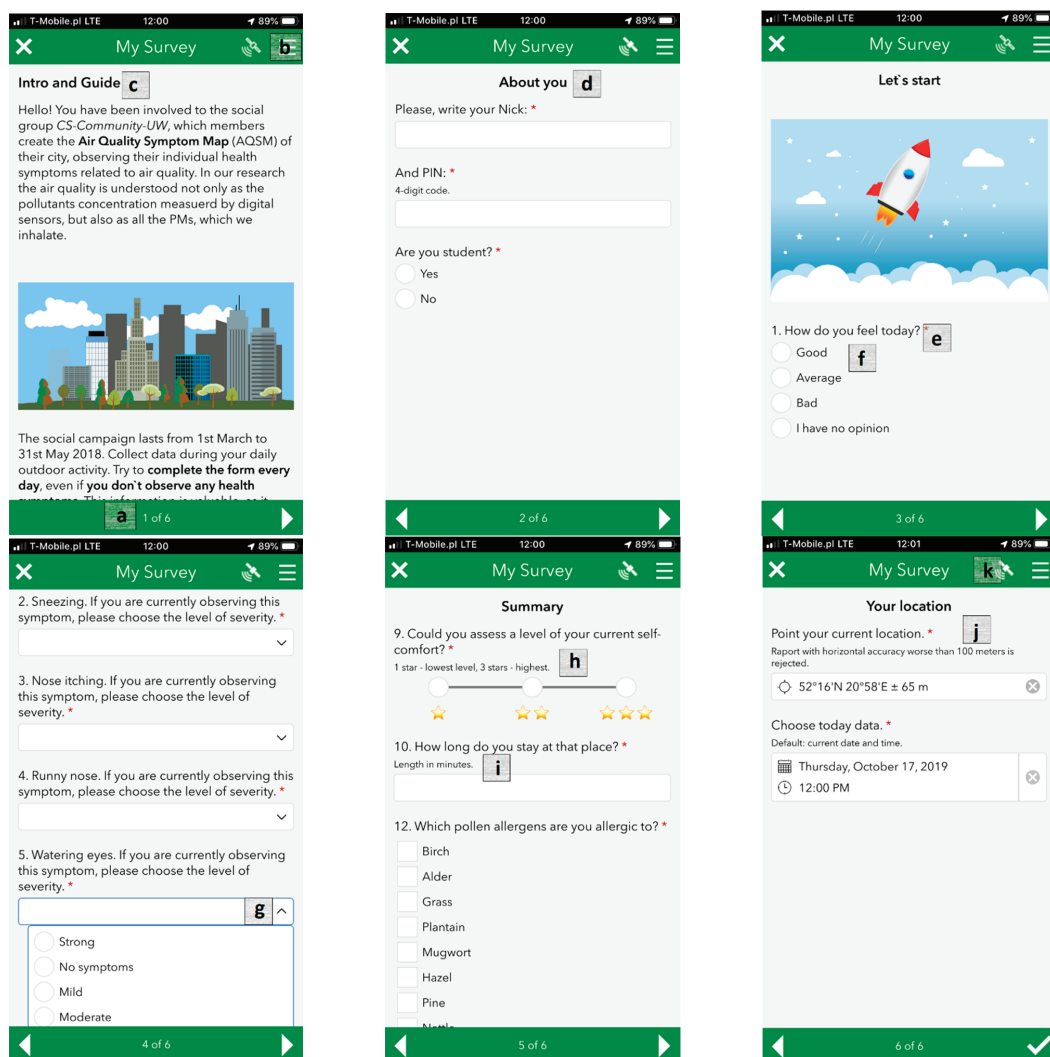 T-Mobile.pl LTE 12:00 89%
My Survey b
Intro and Guide c
Hello! You have been involved to the social
group CS-Community-UW, which members
create the Air Quality Symptom Map (AQSM) of
their city, observing their individual health
symptoms related to air quality. In our research
the air quality is understood not only as the
pollutants concentration measuerd by digital
sensors, but also as all the PMs, which we
inhalate.
The social campaign lasts from 1st March to
31st May 2018. Collect data during your daily
outdoor activity. Try to complete the form every
day, even if you don`t observe any health
symptoms. This information is valuable, as it
a 1 of 6
T-Mobile.pl LTE 12:00 89%
My Survey
About you d
Please, write your Nick: *
And PIN: *
4-digit code.
Are you student? *
Yes
No
2 of 6
T-Mobile.pl LTE 12:00 89%
My Survey
Let`s start
1. How do you feel today? * e
Good f
Average
Bad
I have no opinion
3 of 6
T-Mobile.pl LTE 12:00 89%
My Survey
2. Sneezing. If you are currently observing this
symptom, please choose the level of severity. *
3. Nose itching. If you are currently observing
this symptom, please choose the level of
severity. *
4. Runny nose. If you are currently observing this
symptom, please choose the level of severity. *
5. Watering eyes. If you are currently observing
this symptom, please choose the level of
severity. *
g
Strong
No symptoms
Mild
Moderate
4 of 6
T-Mobile.pl LTE 12:00 89%
My Survey
Summary
9. Could you assess a level of your current self-
comfort? *
1 star - lowest level, 3 stars - highest. h
10. How long do you stay at that place? *
Length in minutes. i
12. Which pollen allergens are you allergic to? *
Birch
Alder
Grass
Plantain
Mugwort
Hazel
Pine
Nettle
5 of 6
T-Mobile.pl LTE 12:01 89%
My Survey k
Your location
Point your current location. * j
Raport with horizontal accuracy worse than 100 meters is
rejected.
52°16'N 20°58'E ± 65 m
Choose today data. *
Default: current date and time.
Thursday, October 17, 2019
12:00 PM
6 of 6